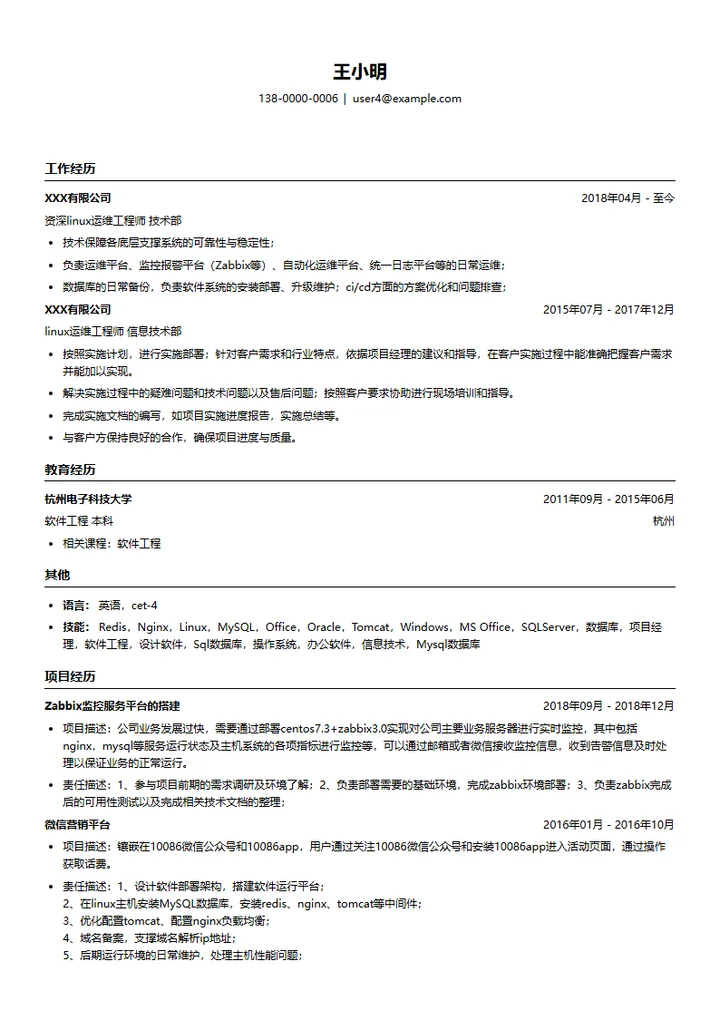 王小明
138-0000-0006 | user4@example.com
工作经历
XXX有限公司 2018年04月 - 至今
资深linux运维工程师 技术部
• 技术保障各底层支撑系统的可靠性与稳定性；
• 负责运维平台、监控报警平台（Zabbix等）、自动化运维平台、统一日志平台等的日常运维；
• 数据库的日常备份，负责软件系统的安装部署、升级维护；ci/cd方面的方案优化和问题排查；
XXX有限公司 2015年07月 - 2017年12月
linux运维工程师 信息技术部
• 按照实施计划，进行实施部署；针对客户需求和行业特点，依据项目经理的建议和指导，在客户实施过程中能准确把握客户需求
并能加以实现。
• 解决实施过程中的疑难问题和技术问题以及售后问题；按照客户要求协助进行现场培训和指导。
• 完成实施文档的编写，如项目实施进度报告，实施总结等。
• 与客户方保持良好的合作，确保项目进度与质量。
教育经历
杭州电子科技大学 2011年09月 - 2015年06月
软件工程 本科 杭州
• 相关课程：软件工程
其他
• 语言： 英语，cet-4
• 技能： Redis，Nginx，Linux，MySQL，Office，Oracle，Tomcat，Windows，MS Office，SQLServer，数据库，项目经
理，软件工程，设计软件，Sql数据库，操作系统，办公软件，信息技术，Mysql数据库
项目经历
Zabbix监控服务平台的搭建 2018年09月 - 2018年12月
• 项目描述：公司业务发展过快，需要通过部署centos7.3+zabbix3.0实现对公司主要业务服务器进行实时监控，其中包括
nginx，mysql等服务运行状态及主机系统的各项指标进行监控等，可以通过邮箱或者微信接收监控信息，收到告警信息及时处
理以保证业务的正常运行。
• 责任描述：1、参与项目前期的需求调研及环境了解；2、负责部署需要的基础环境，完成zabbix环境部署；3、负责zabbix完成
后的可用性测试以及完成相关技术文档的整理；
微信营销平台 2016年01月 - 2016年10月
• 项目描述：镶嵌在10086微信公众号和10086app，用户通过关注10086微信公众号和安装10086app进入活动页面，通过操作
获取话费。
• 责任描述：1、设计软件部署架构，搭建软件运行平台；
2、在linux主机安装MySQL数据库，安装redis、nginx、tomcat等中间件；
3、优化配置tomcat、配置nginx负载均衡；
4、域名备案，支撑域名解析ip地址；
5、后期运行环境的日常维护，处理主机性能问题；